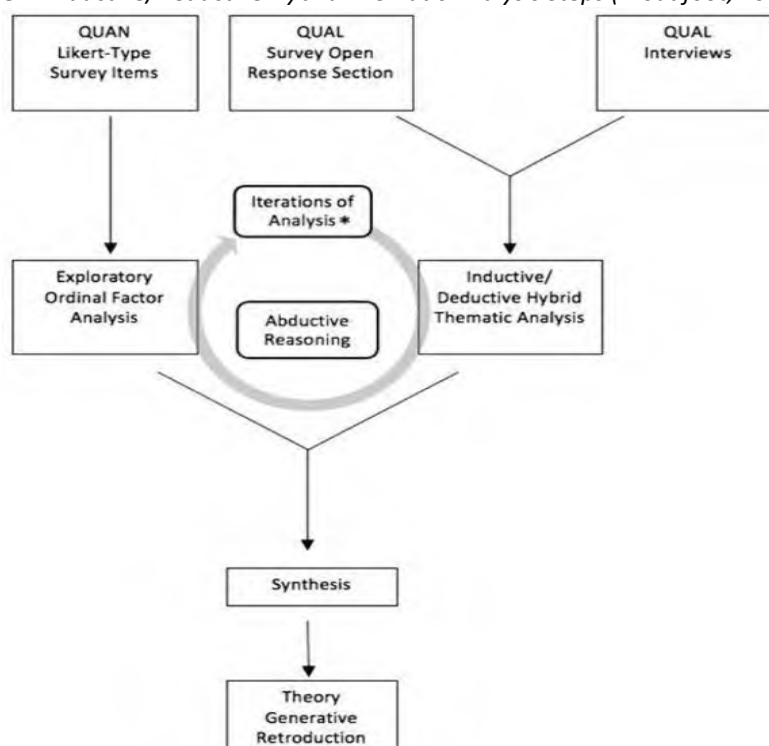 QUAN
Likert-Type
Survey Items
QUAL
Survey Open
Response Section
QUAL
Interviews
Iterations of
Analysis *
Exploratory
Ordinal Factor
Analysis
Abductive
Reasoning
Inductive/
Deductive Hybrid
Thematic Analysis
Synthesis
Theory
Generative
Retroduction